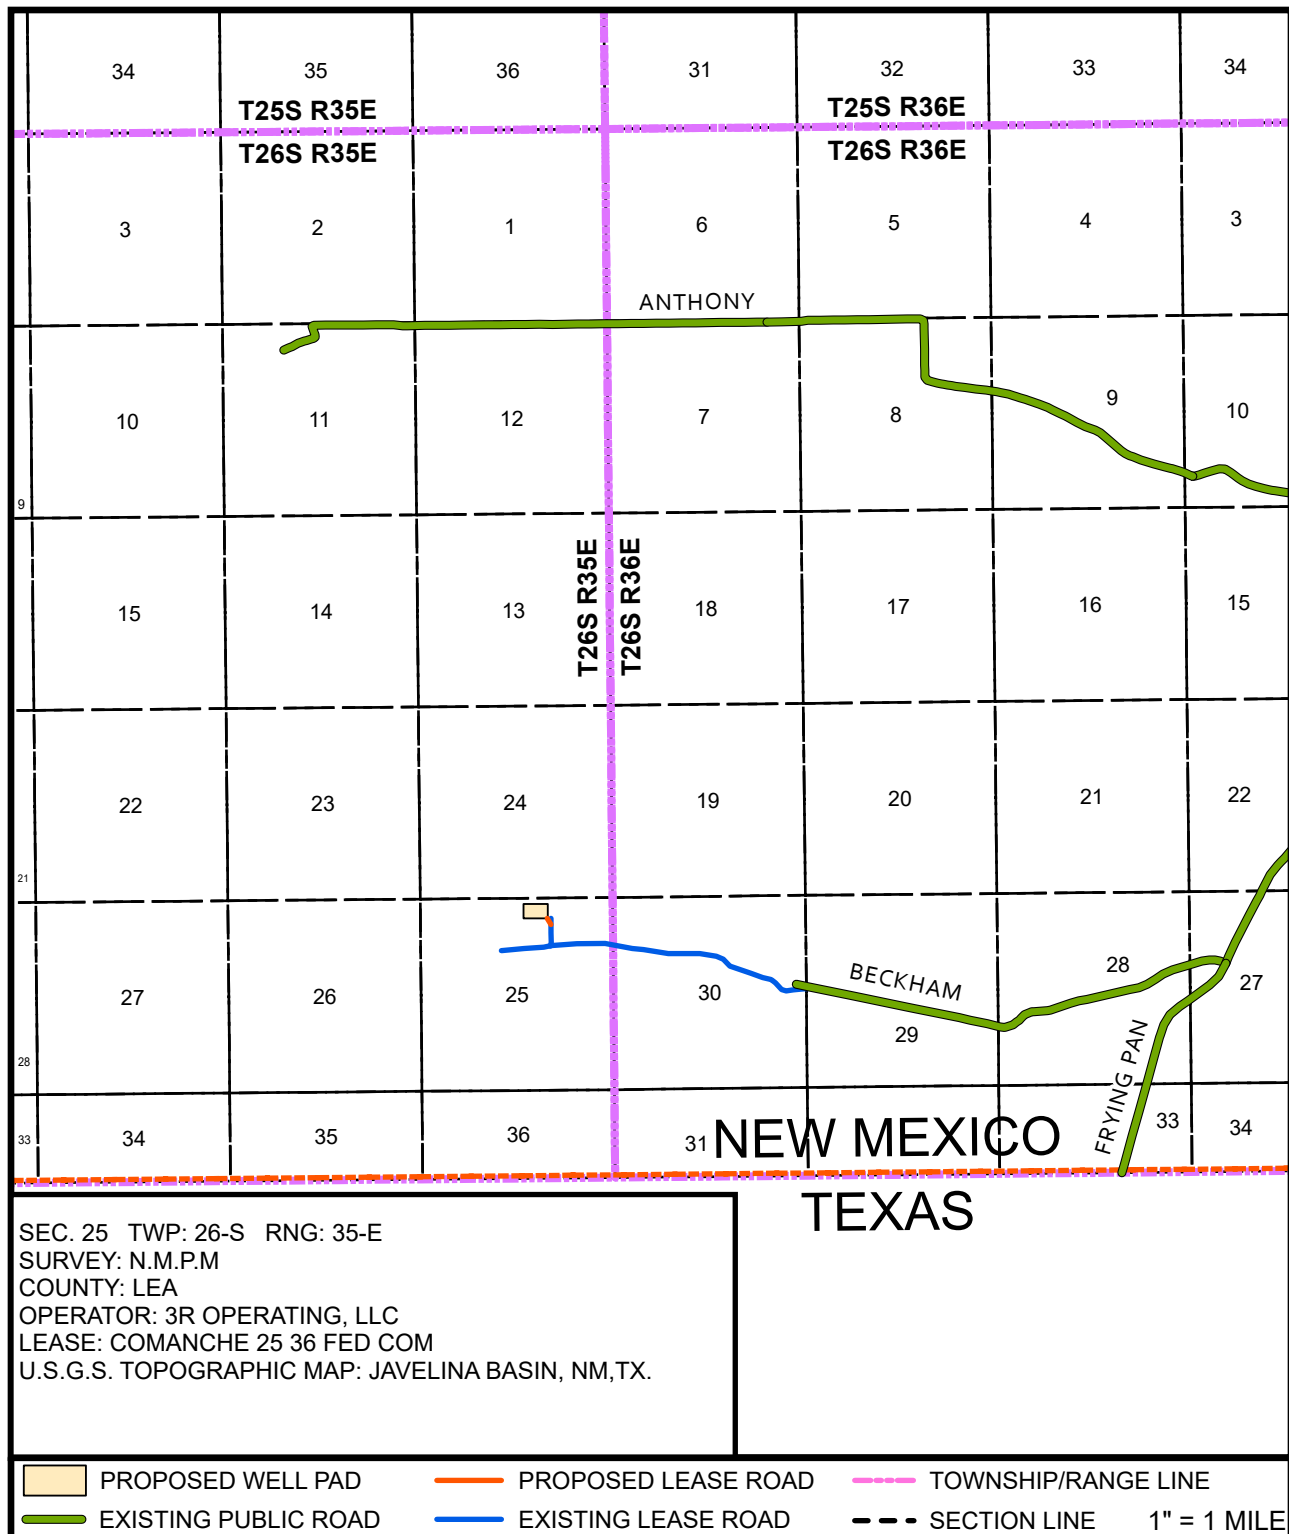 34 35 36 31 32 33 34
T25S R35E T25S R36E
T26S R35E T26S R36E
3 2 1 6 5 4 3
ANTHONY
10 11 12 7 8 9 10
9
T26S R35E
T26S R36E
15 14 13 18 17 16 15
22 23 24 19 20 21 22
21
27 26 25 30 BECKHAM 28 27
29
28
FRYING PAN
33 34 35 36 31 33 34
NEW MEXICO
TEXAS
SEC. 25 TWP: 26-S RNG: 35-E
SURVEY: N.M.P.M
COUNTY: LEA
OPERATOR: 3R OPERATING, LLC
LEASE: COMANCHE 25 36 FED COM
U.S.G.S. TOPOGRAPHIC MAP: JAVELINA BASIN, NM,TX.
PROPOSED WELL PAD PROPOSED LEASE ROAD TOWNSHIP/RANGE LINE
EXISTING PUBLIC ROAD EXISTING LEASE ROAD SECTION LINE 1" = 1 MILE